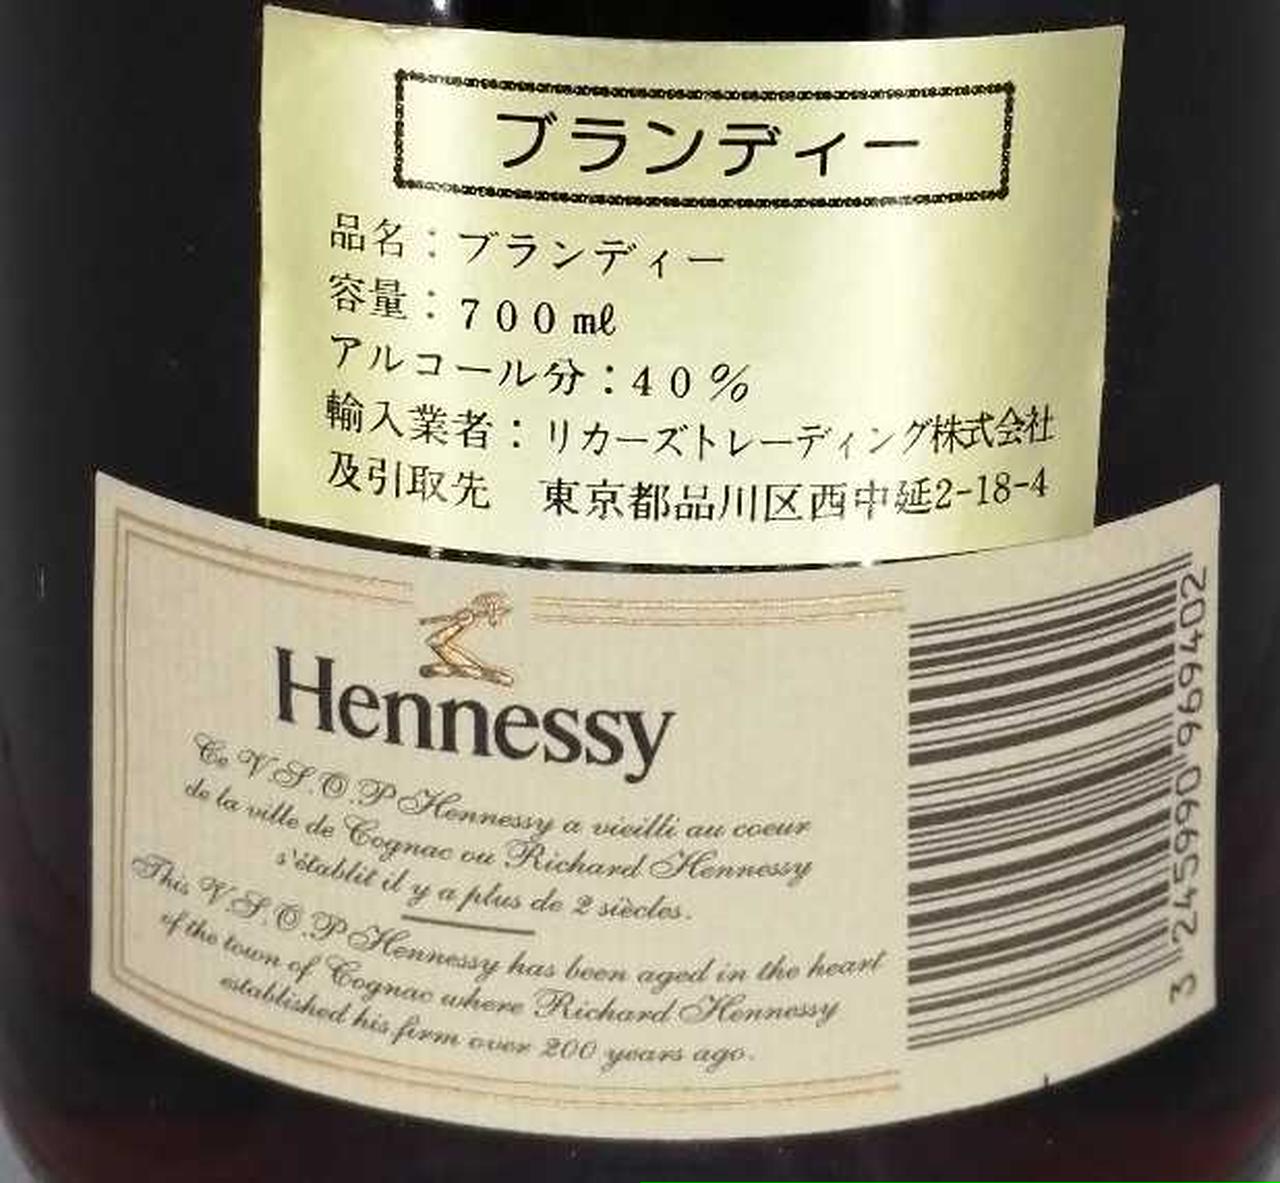 ブランディー
品名：ブランディー
容量：700㎖
アルコール分：40%
輸入業者：リカーズトレーディング株式会社
及引取先　東京都品川区西中延2-18-4
Hennessy
Ce V.S.O.P Hennessy a vieilli au coeur
de la ville de Cognac ou Richard Hennessy
s'établit il y a plus de 2 siècles.
This V.S.O.P Hennessy has been aged in the heart
of the town of Cognac where Richard Hennessy
established his firm over 200 years ago.
3 245990 969402